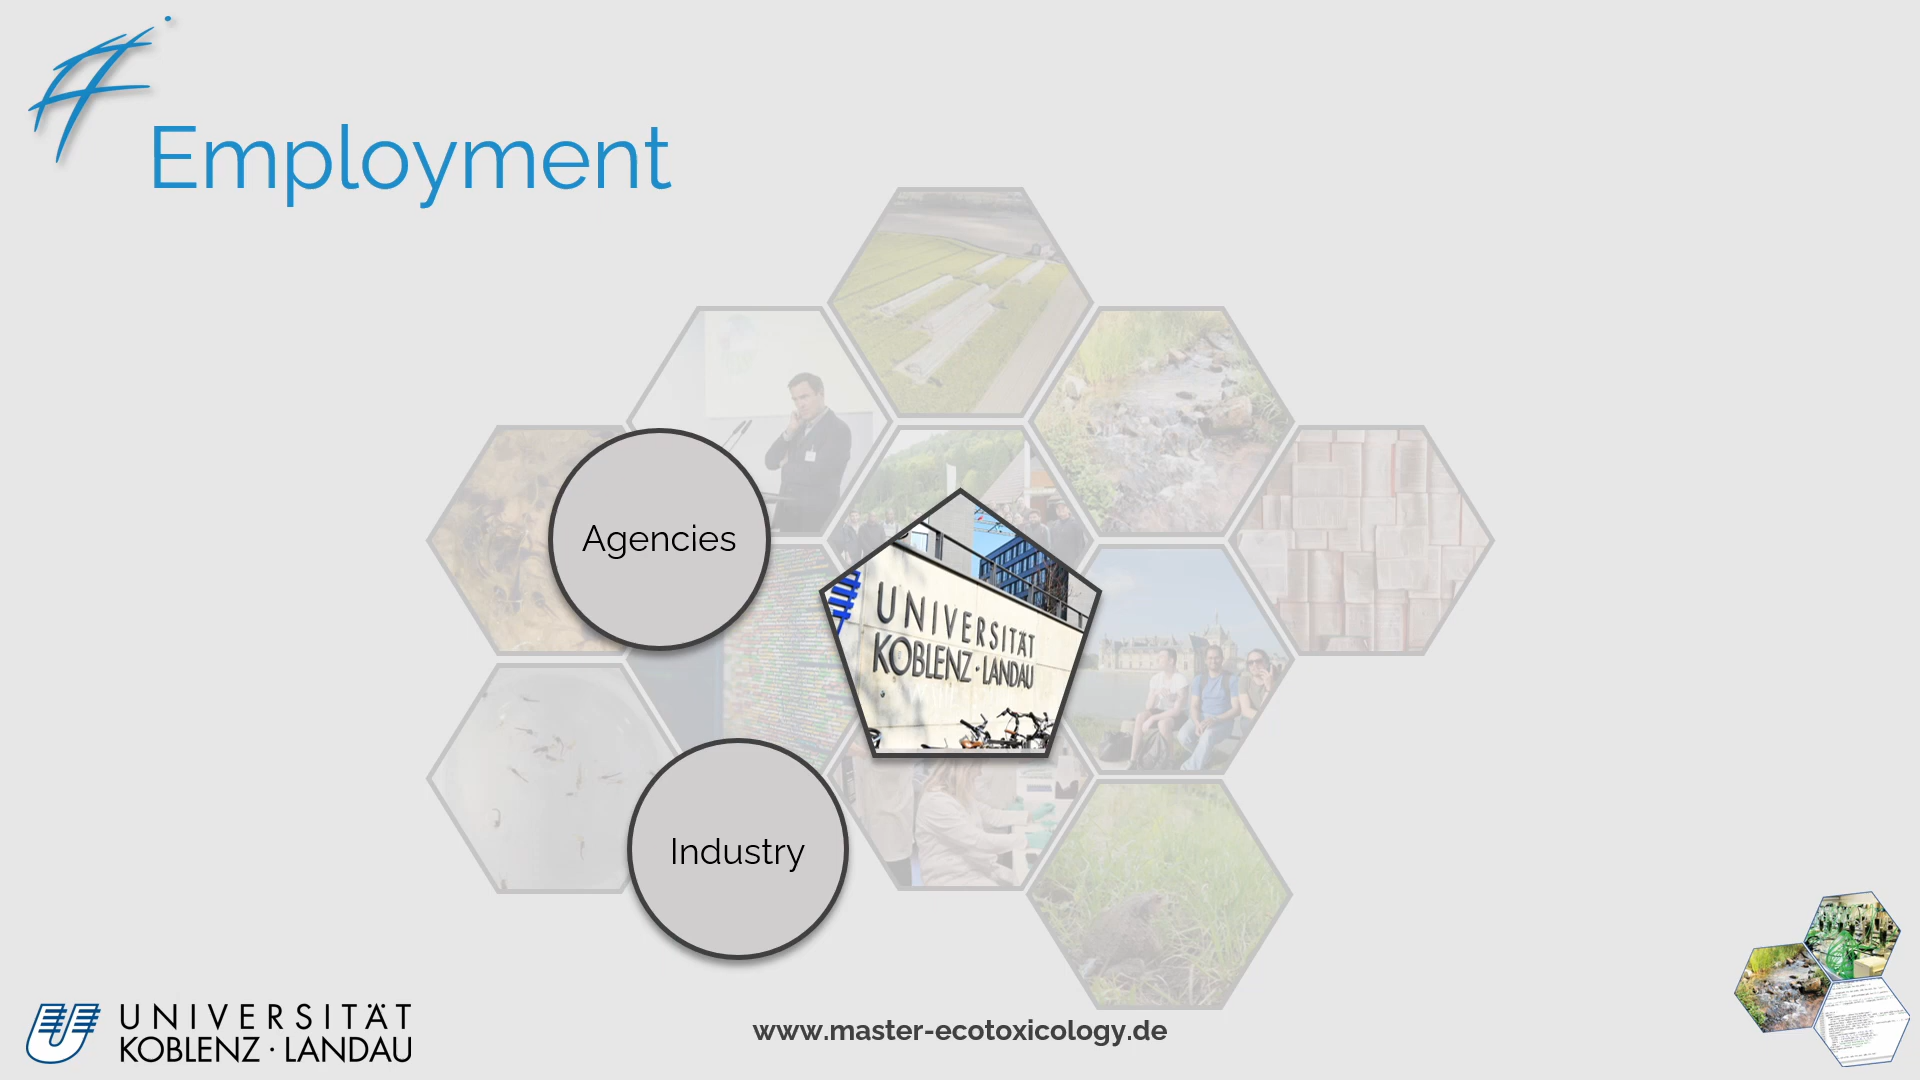 Employment
Agencies
UNIVERSITÄT
KOBLENZ · LANDAU
Industry
UNIVERSITÄT
KOBLENZ · LANDAU
www.master-ecotoxicology.de